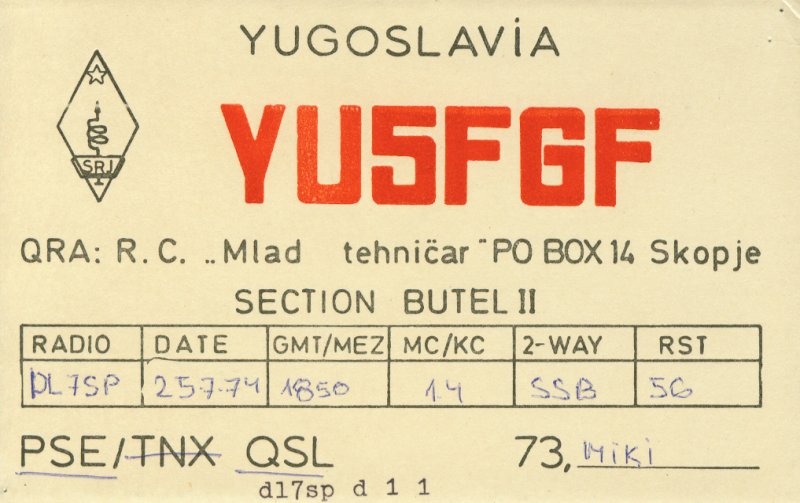 YUGOSLAVIA
SRJ
YU5FGF
QRA: R.C. „Mlad tehničar" PO BOX 14 Skopje
SECTION BUTEL II
RADIO DATE GMT/MEZ MC/KC 2-WAY RST
DL7SP 25.7.74 1850 14 SSB 56
PSE/TNX QSL 73, Miki
dl7sp d 1 1